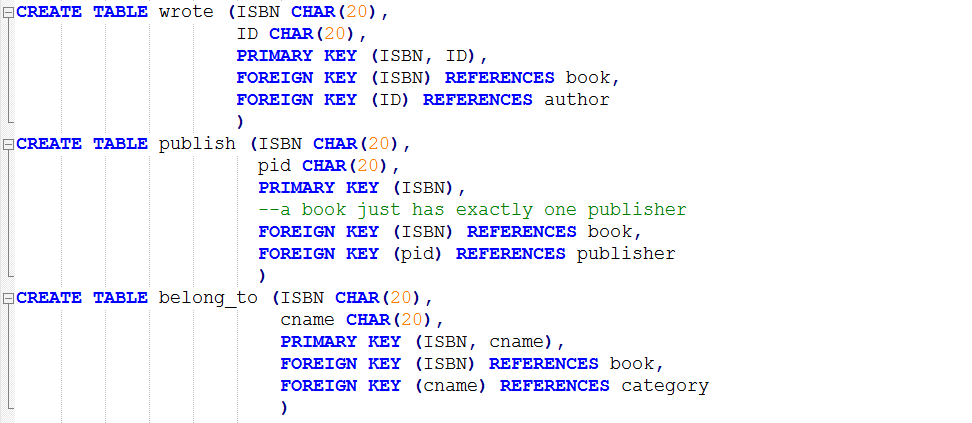 CREATE TABLE wrote (ISBN CHAR(20),
ID CHAR(20),
PRIMARY KEY (ISBN, ID),
FOREIGN KEY (ISBN) REFERENCES book,
FOREIGN KEY (ID) REFERENCES author
)
CREATE TABLE publish (ISBN CHAR(20),
pid CHAR(20),
PRIMARY KEY (ISBN),
--a book just has exactly one publisher
FOREIGN KEY (ISBN) REFERENCES book,
FOREIGN KEY (pid) REFERENCES publisher
)
CREATE TABLE belong_to (ISBN CHAR(20),
cname CHAR(20),
PRIMARY KEY (ISBN, cname),
FOREIGN KEY (ISBN) REFERENCES book,
FOREIGN KEY (cname) REFERENCES category
)